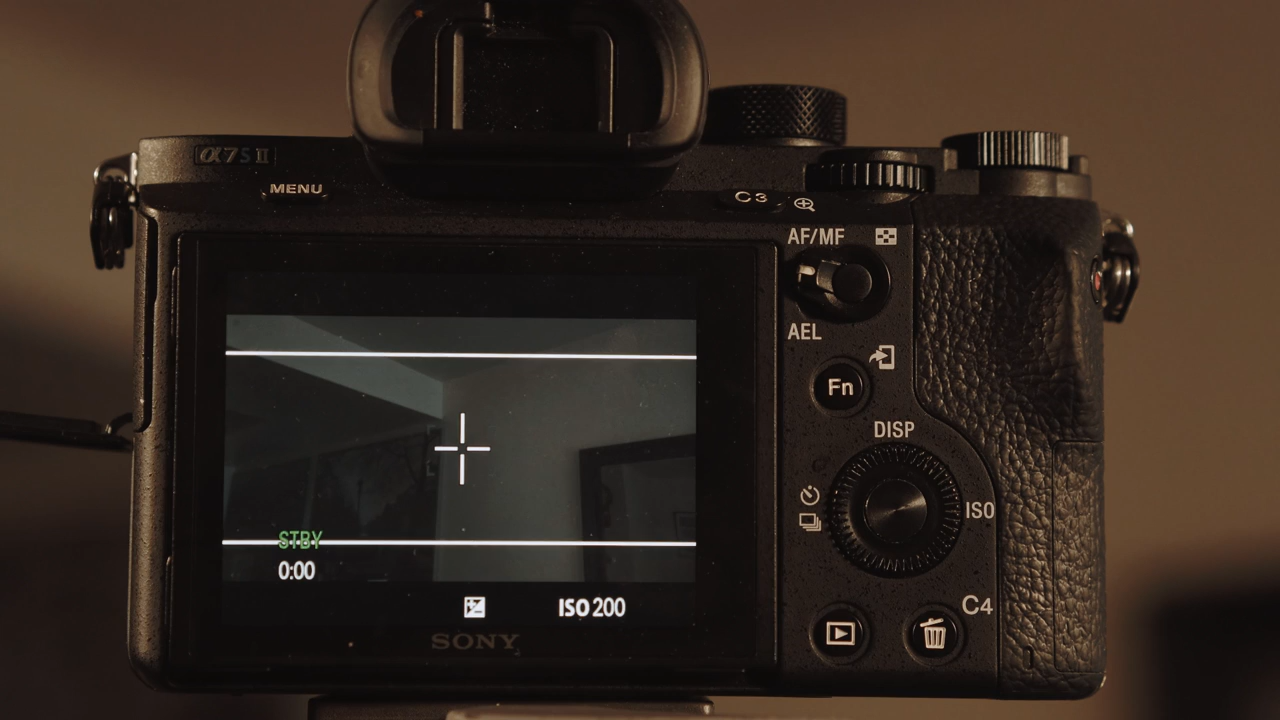 α7SII
MENU
C3
AF/MF
AEL
Fn
DISP
ISO
STBY
0:00
ISO 200
C4
SONY